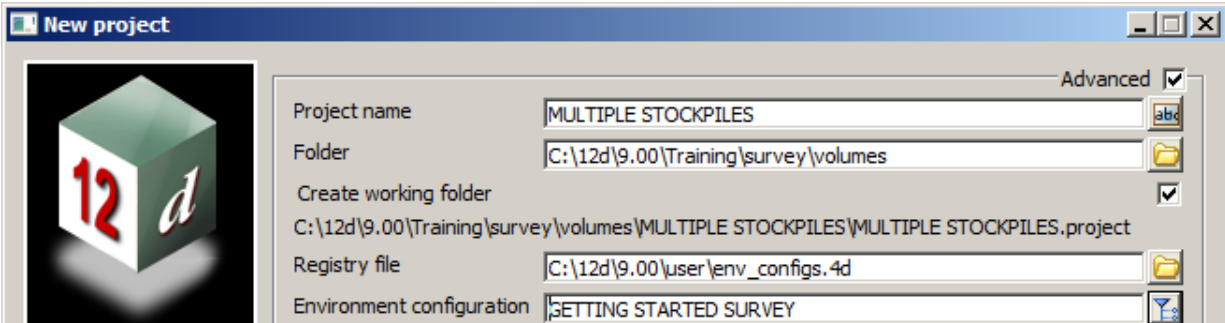 New project
12 d
Advanced
Project name MULTIPLE STOCKPILES
abc
Folder C:\12d\9.00\Training\survey\volumes
Create working folder
C:\12d\9.00\Training\survey\volumes\MULTIPLE STOCKPILES\MULTIPLE STOCKPILES.project
Registry file C:\12d\9.00\user\env_configs.4d
Environment configuration GETTING STARTED SURVEY